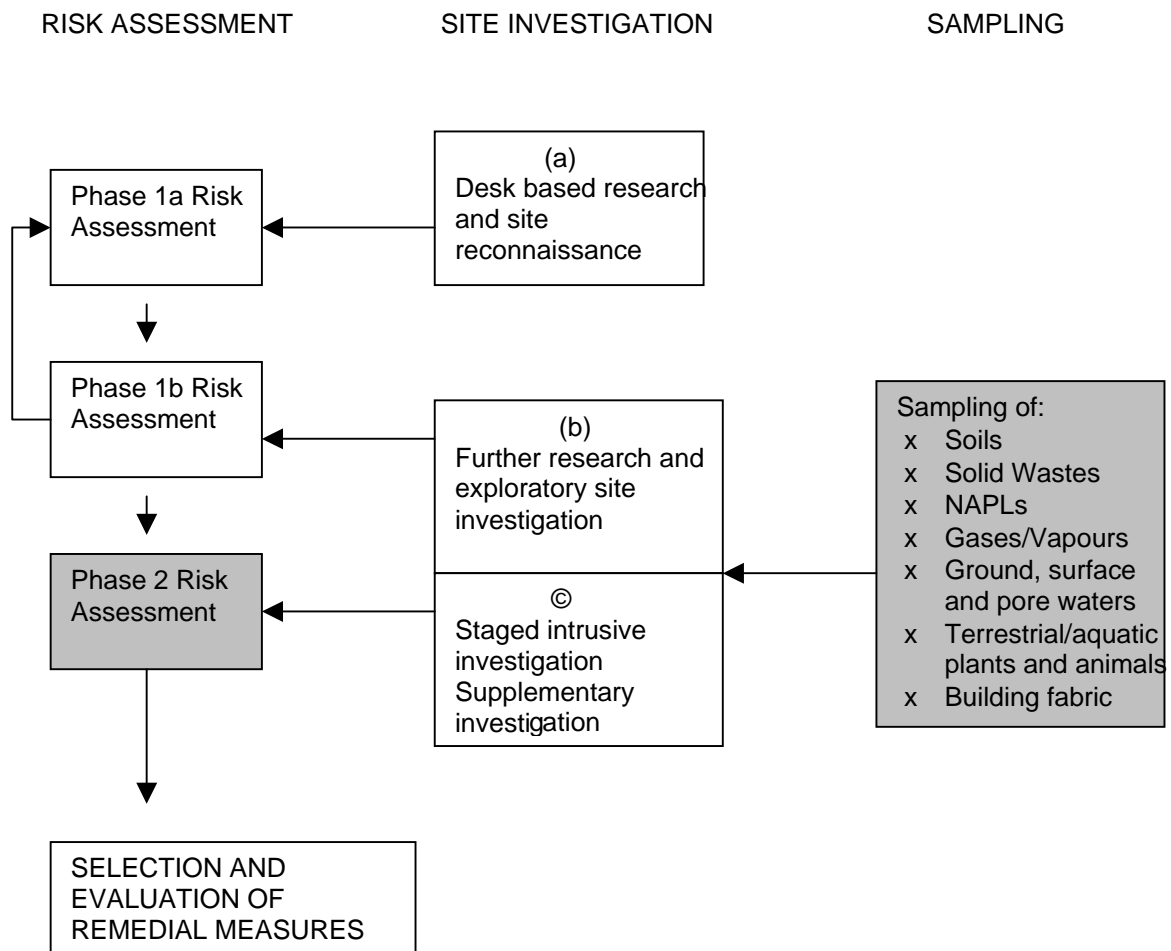 RISK ASSESSMENT
SITE INVESTIGATION
SAMPLING
(a)
Desk based research
and site
reconnaissance
Phase 1a Risk
Assessment
Phase 1b Risk
Assessment
(b)
Further research and
exploratory site
investigation
Sampling of:
x Soils
x Solid Wastes
x NAPLs
x Gases/Vapours
x Ground, surface
and pore waters
x Terrestrial/aquatic
plants and animals
x Building fabric
Phase 2 Risk
Assessment
©
Staged intrusive
investigation
Supplementary
investigation
SELECTION AND
EVALUATION OF
REMEDIAL MEASURES